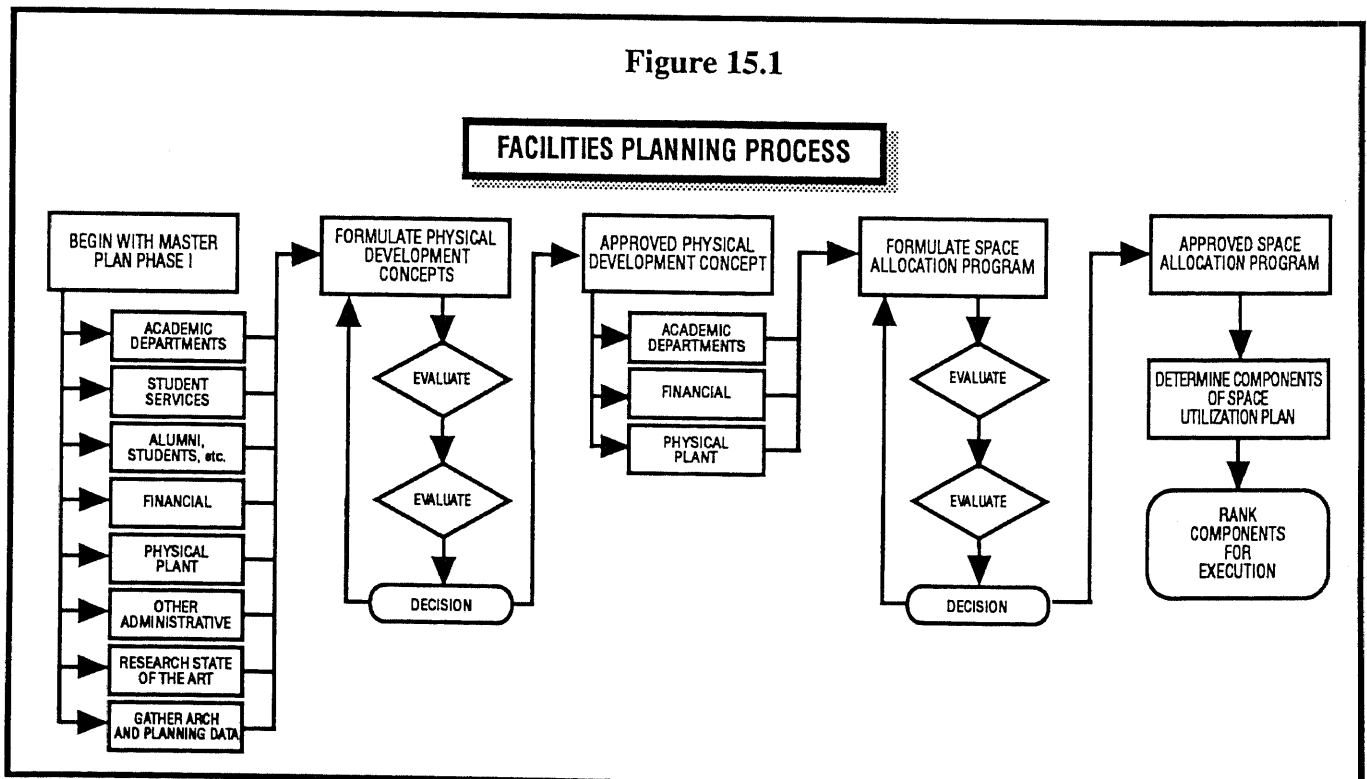 Figure 15.1
FACILITIES PLANNING PROCESS
BEGIN WITH MASTER
PLAN PHASE I
ACADEMIC
DEPARTMENTS
STUDENT
SERVICES
ALUMNI,
STUDENTS, etc.
FINANCIAL
PHYSICAL
PLANT
OTHER
ADMINISTRATIVE
RESEARCH STATE
OF THE ART
GATHER ARCH
AND PLANNING DATA
FORMULATE PHYSICAL
DEVELOPMENT
CONCEPTS
EVALUATE
EVALUATE
DECISION
APPROVED PHYSICAL
DEVELOPMENT CONCEPT
ACADEMIC
DEPARTMENTS
FINANCIAL
PHYSICAL
PLANT
FORMULATE SPACE
ALLOCATION PROGRAM
EVALUATE
EVALUATE
DECISION
APPROVED SPACE
ALLOCATION PROGRAM
DETERMINE COMPONENTS
OF SPACE
UTILIZATION PLAN
RANK
COMPONENTS
FOR
EXECUTION